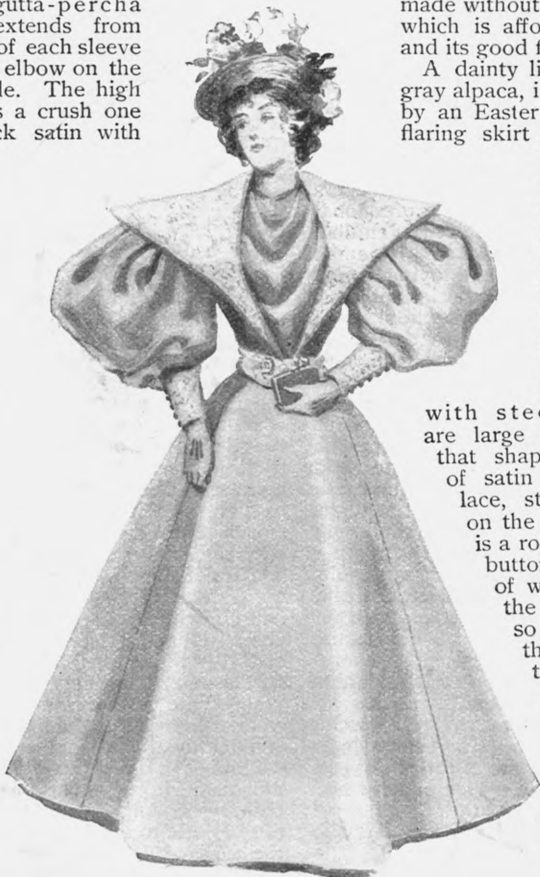 gutta-percha
extends from
of each sleeve
elbow on the
le. The high
s a crush one
ck satin with
made without
which is affo
and its good f
A dainty li
gray alpaca, i
by an Easter
flaring skirt
with stee
are large
that shap
of satin
lace, st
on the
is a ro
button
of w
the
so
th
t